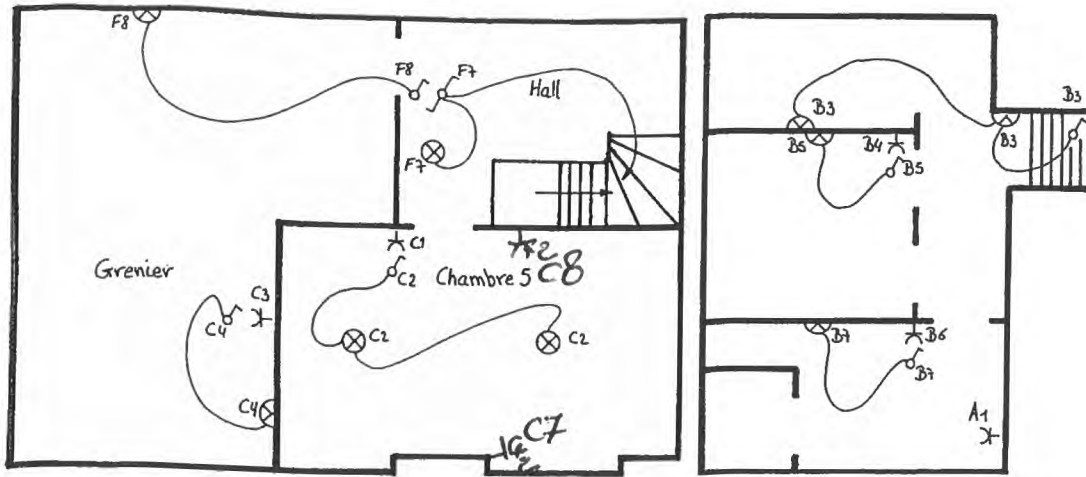 F8
F8
F7
Hall
F7
C1
C2
Chambre 5
C8
Grenier
C3
C4
C2
C2
C4
C7
B3
B3
B3
B5
B4
B5
B7
B6
B7
A1